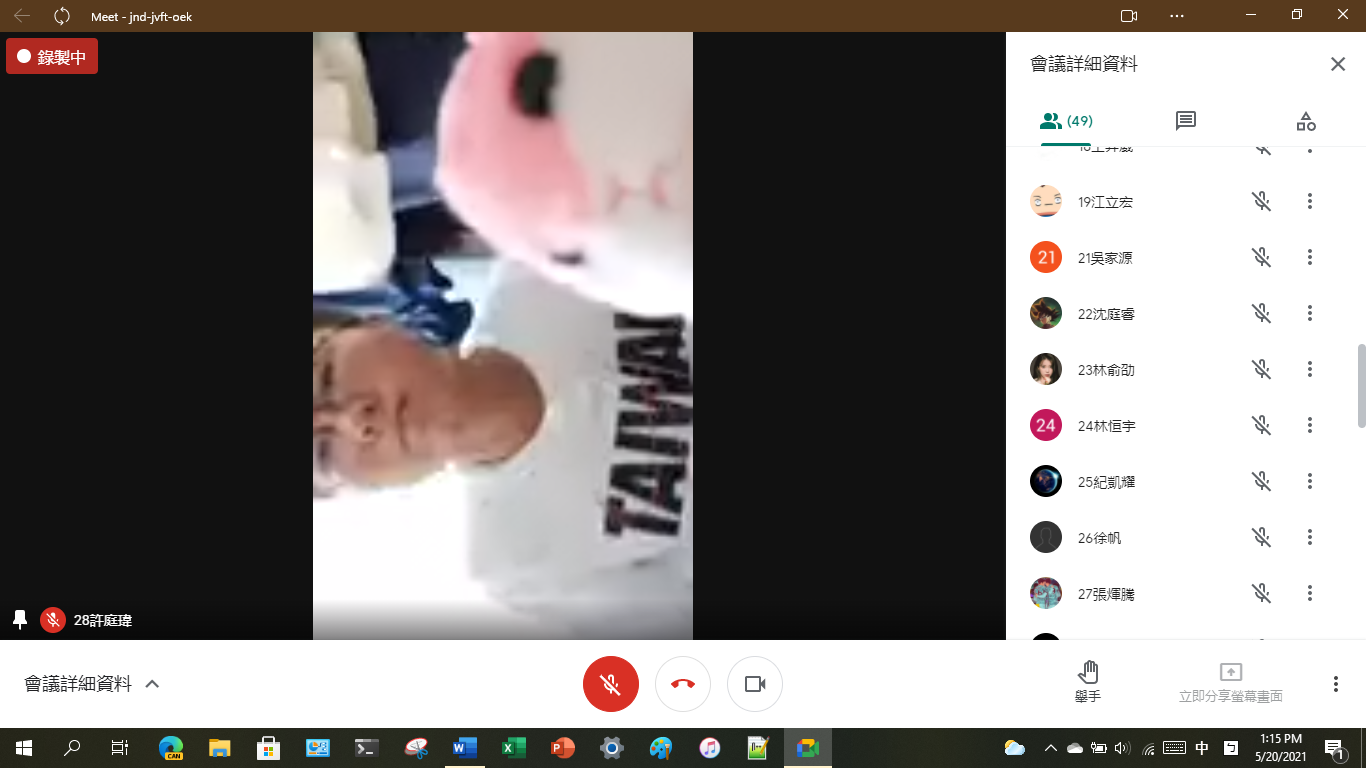 Meet - jnd-jvft-oek
錄製中
TAIWA
28許庭瑋
會議詳細資料
(49)
19江立宏
21
21吳家源
22沈庭睿
23林俞劭
24
24林恒宇
25紀凱耀
26徐帆
27張煇騰
會議詳細資料
舉手
立即分享螢幕畫面
CAN
中
1:15 PM
5/20/2021
1